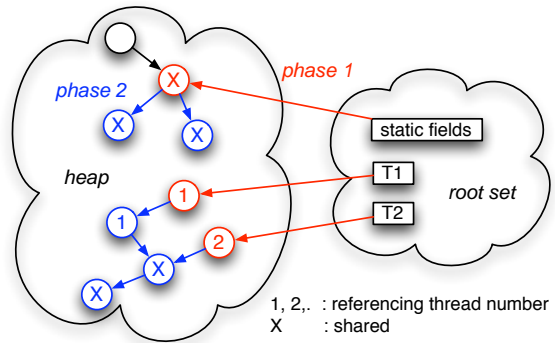 X
phase 1
phase 2
X
X
static fields
heap
T1
root set
1
1
T2
2
X
X
1, 2,. : referencing thread number
X : shared